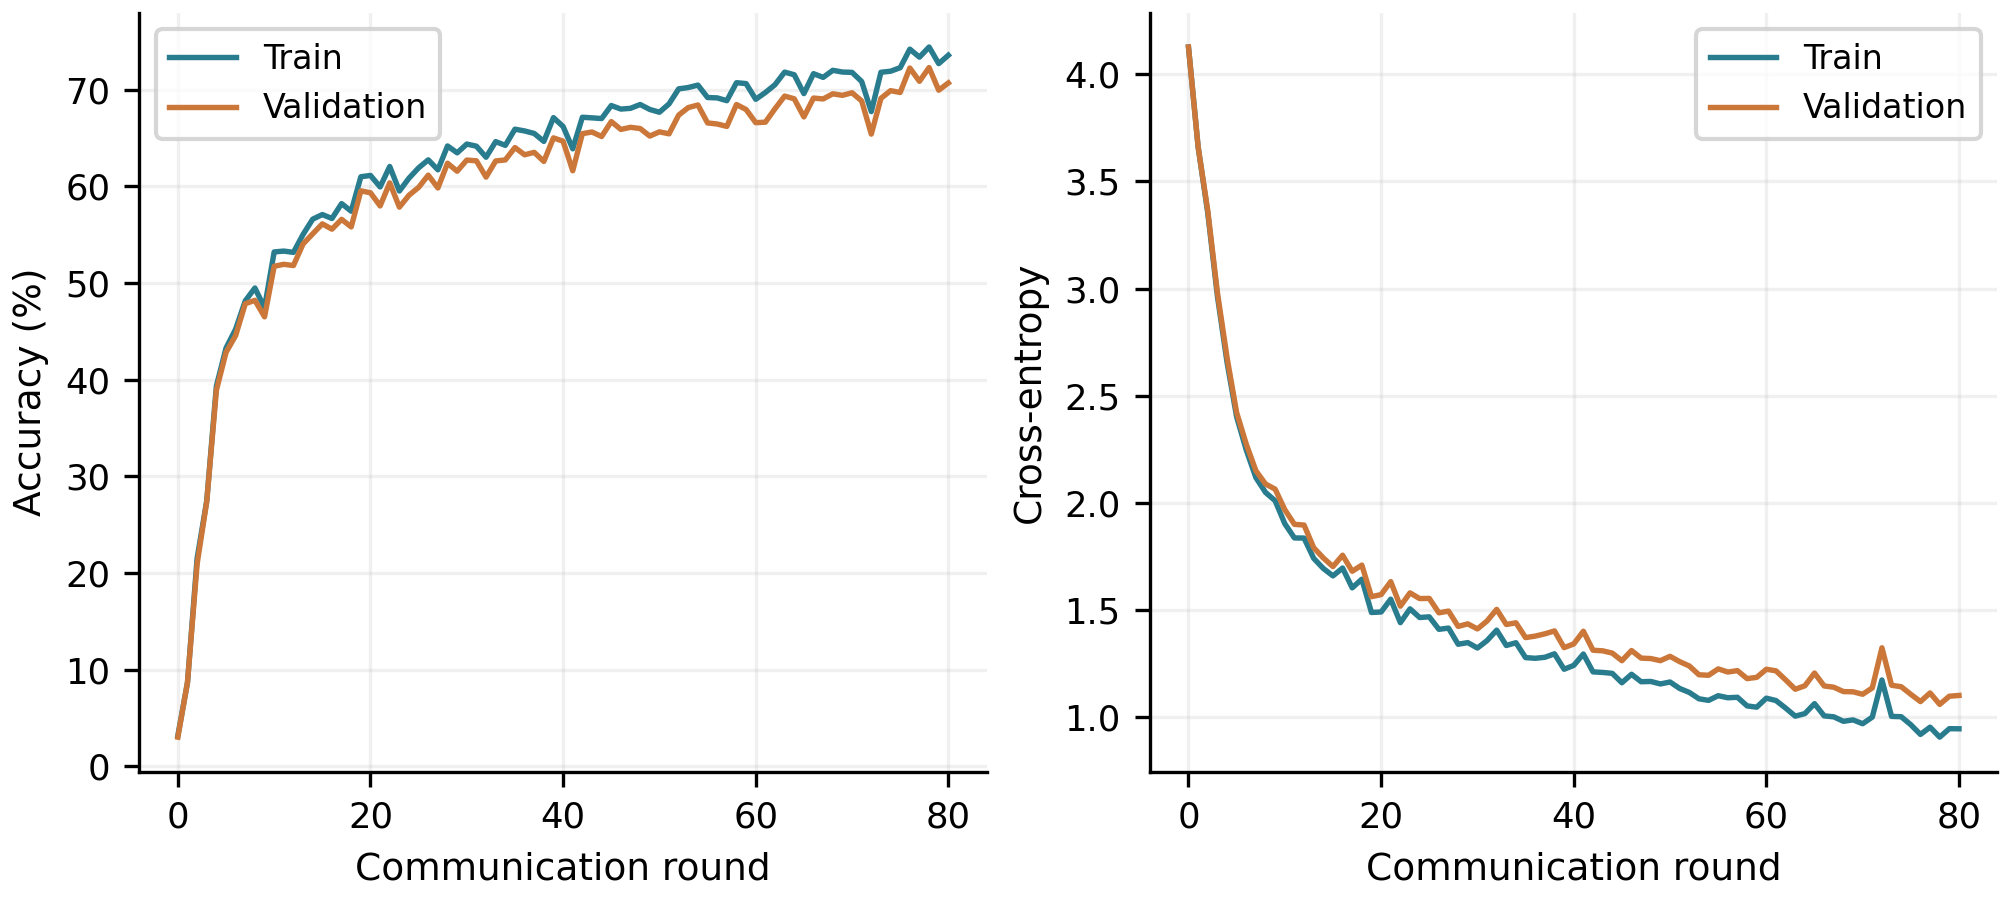 Train
Validation
70
60
50
40
30
20
10
0
Accuracy (%)
0 20 40 60 80
Communication round
Train
Validation
4.0
3.5
3.0
2.5
2.0
1.5
1.0
Cross-entropy
0 20 40 60 80
Communication round